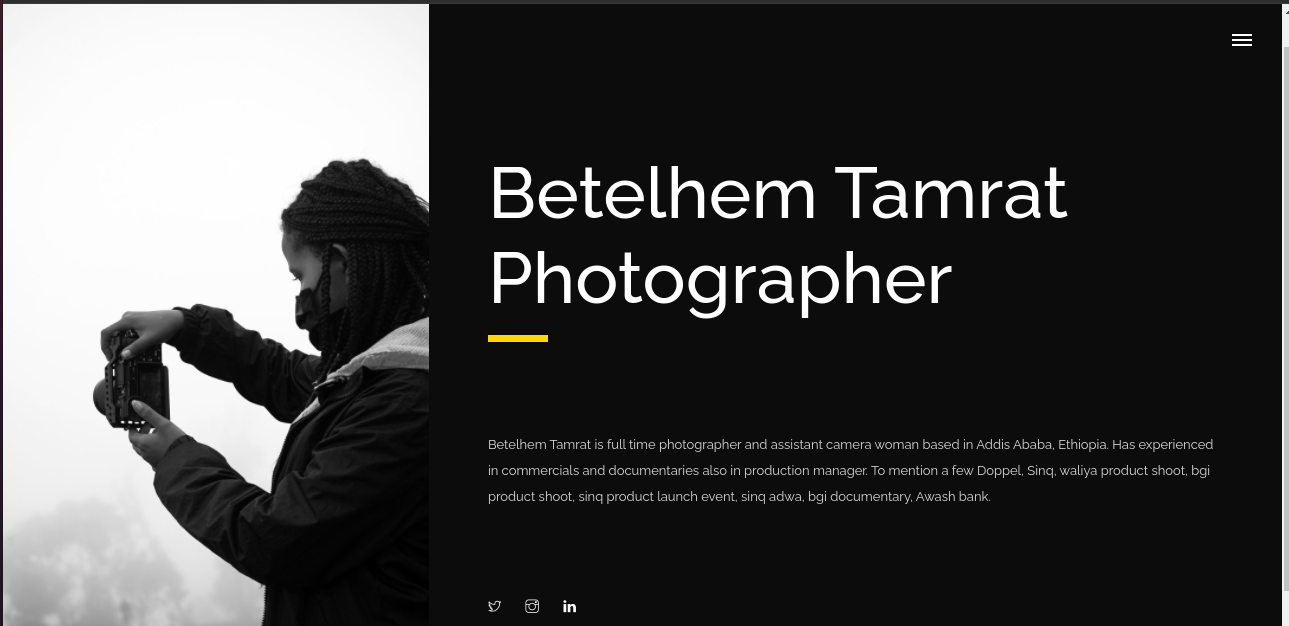 Betelhem Tamrat
Photographer
Betelhem Tamrat is full time photographer and assistant camera woman based in Addis Ababa, Ethiopia. Has experienced
in commercials and documentaries also in production manager. To mention a few Doppel, Sinq, waliya product shoot, bgi
product shoot, sinq product launch event, sinq adwa, bgi documentary, Awash bank.
in